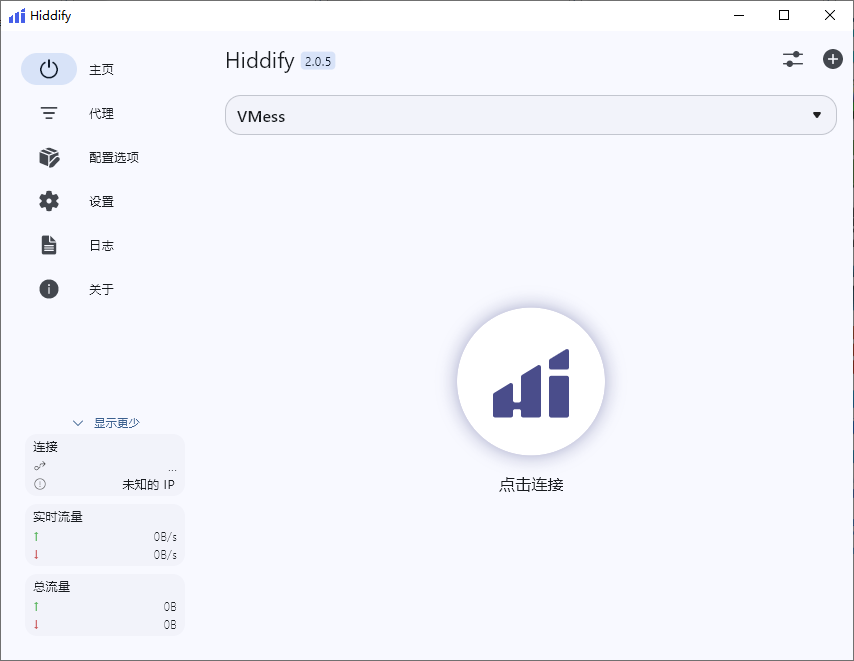 Hiddify
主页
代理
配置选项
设置
日志
关于
显示更少
连接
...
未知的 IP
实时流量
↑ 0B/s
↓ 0B/s
总流量
↑ 0B
↓ 0B
Hiddify 2.0.5
VMess
点击连接